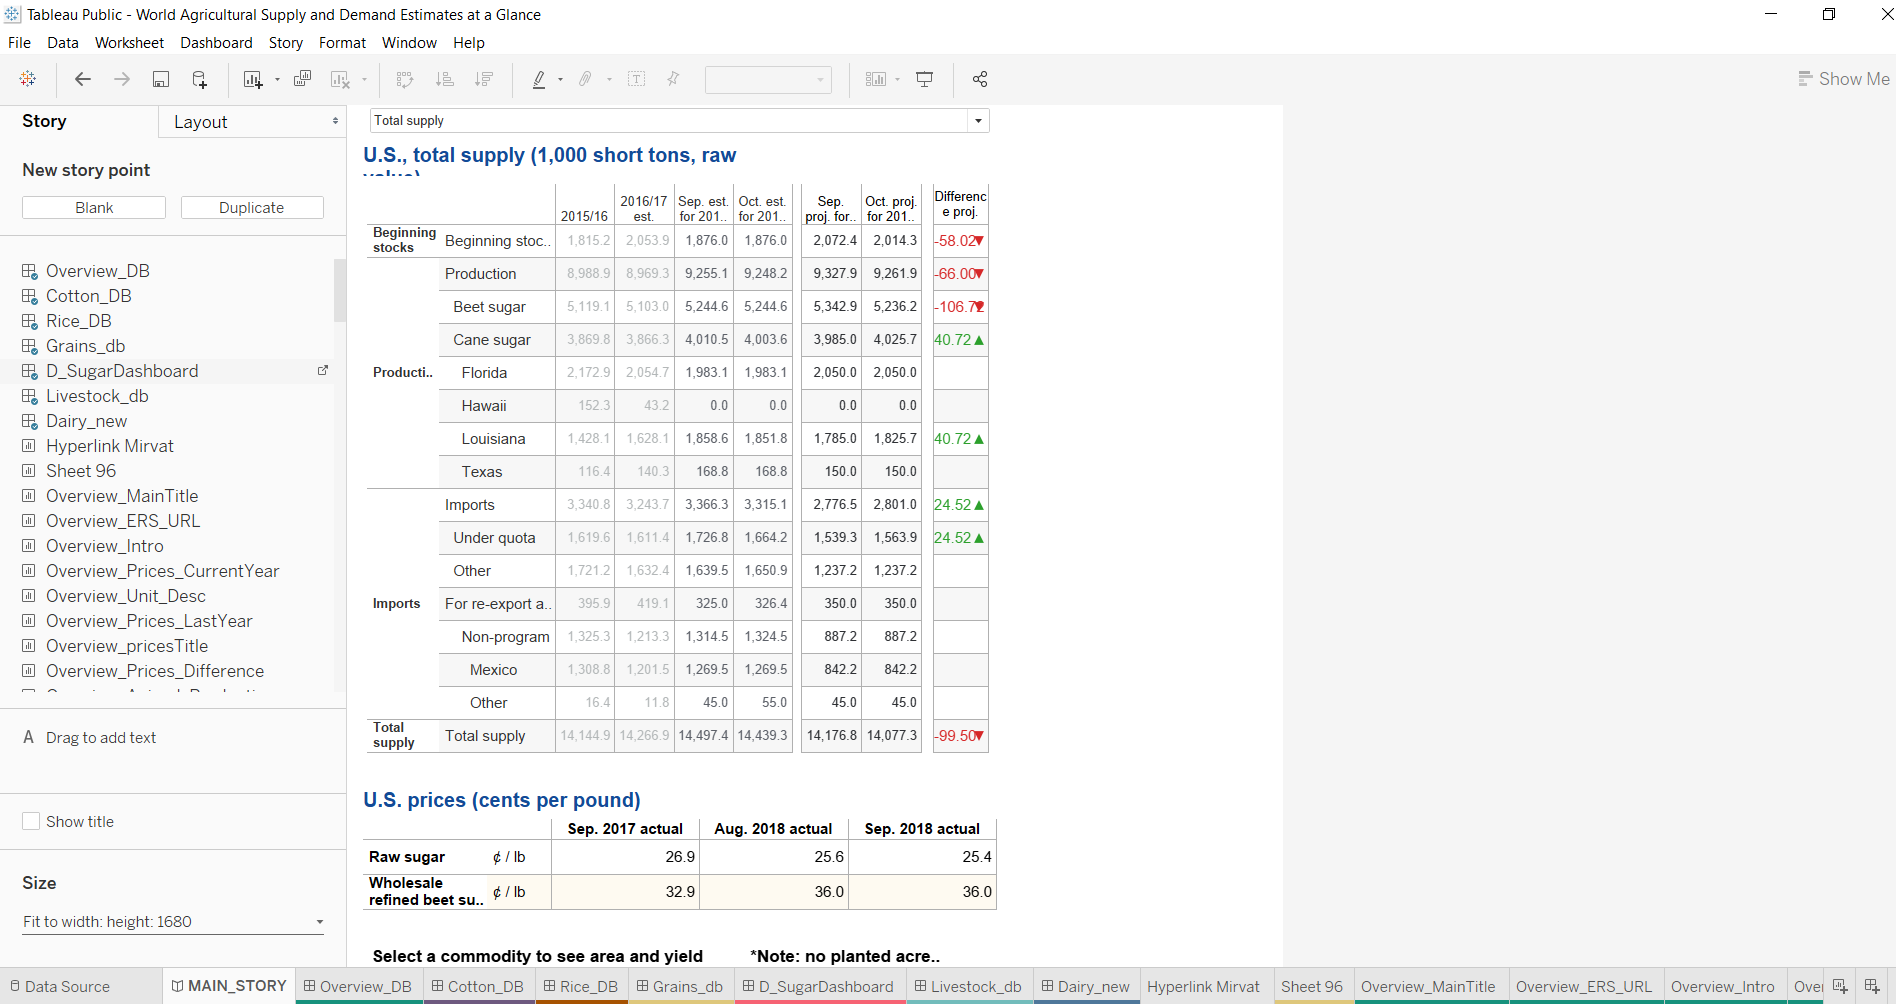 Tableau Public - World Agricultural Supply and Demand Estimates at a Glance
File Data Worksheet Dashboard Story Format Window Help
Show Me
Story Layout
New story point
Blank Duplicate
Overview_DB
Cotton_DB
Rice_DB
Grains_db
D_SugarDashboard
Livestock_db
Dairy_new
Hyperlink Mirvat
Sheet 96
Overview_MainTitle
Overview_ERS_URL
Overview_Intro
Overview_Prices_CurrentYear
Overview_Unit_Desc
Overview_Prices_LastYear
Overview_pricesTitle
Overview_Prices_Difference
A Drag to add text
Show title
Size
Fit to width: height: 1680
Total supply
U.S., total supply (1,000 short tons, raw
value)
2015/16 2016/17 est. Sep. est. for 201.. Oct. est. for 201.. Sep. proj. for.. Oct. proj. for 201.. Differenc e proj.
Beginning stocks Beginning stoc.. 1,815.2 2,053.9 1,876.0 1,876.0 2,072.4 2,014.3 -58.02▼
Producti.. Production 8,988.9 8,969.3 9,255.1 9,248.2 9,327.9 9,261.9 -66.00▼
Beet sugar 5,119.1 5,103.0 5,244.6 5,244.6 5,342.9 5,236.2 -106.72▼
Cane sugar 3,869.8 3,866.3 4,010.5 4,003.6 3,985.0 4,025.7 40.72▲
Florida 2,172.9 2,054.7 1,983.1 1,983.1 2,050.0 2,050.0
Hawaii 152.3 43.2 0.0 0.0 0.0 0.0
Louisiana 1,428.1 1,628.1 1,858.6 1,851.8 1,785.0 1,825.7 40.72▲
Texas 116.4 140.3 168.8 168.8 150.0 150.0
Imports Imports 3,340.8 3,243.7 3,366.3 3,315.1 2,776.5 2,801.0 24.52▲
Under quota 1,619.6 1,611.4 1,726.8 1,664.2 1,539.3 1,563.9 24.52▲
Other 1,721.2 1,632.4 1,639.5 1,650.9 1,237.2 1,237.2
For re-export a.. 395.9 419.1 325.0 326.4 350.0 350.0
Non-program 1,325.3 1,213.3 1,314.5 1,324.5 887.2 887.2
Mexico 1,308.8 1,201.5 1,269.5 1,269.5 842.2 842.2
Other 16.4 11.8 45.0 55.0 45.0 45.0
Total supply Total supply 14,144.9 14,266.9 14,497.4 14,439.3 14,176.8 14,077.3 -99.50▼
U.S. prices (cents per pound)
Sep. 2017 actual Aug. 2018 actual Sep. 2018 actual
Raw sugar ¢ / lb 26.9 25.6 25.4
Wholesale refined beet su.. ¢ / lb 32.9 36.0 36.0
Select a commodity to see area and yield *Note: no planted acre..
Data Source MAIN_STORY Overview_DB Cotton_DB Rice_DB Grains_db D_SugarDashboard Livestock_db Dairy_new Hyperlink Mirvat Sheet 96 Overview_MainTitle Overview_ERS_URL Overview_Intro Over